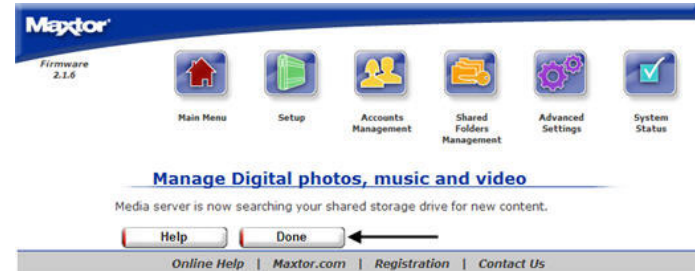 Maxtor
Firmware
2.1.6
Main Menu
Setup
Accounts
Management
Shared
Folders
Management
Advanced
Settings
System
Status
Manage Digital photos, music and video
Media server is now searching your shared storage drive for new content.
Help
Done
Online Help | Maxtor.com | Registration | Contact Us